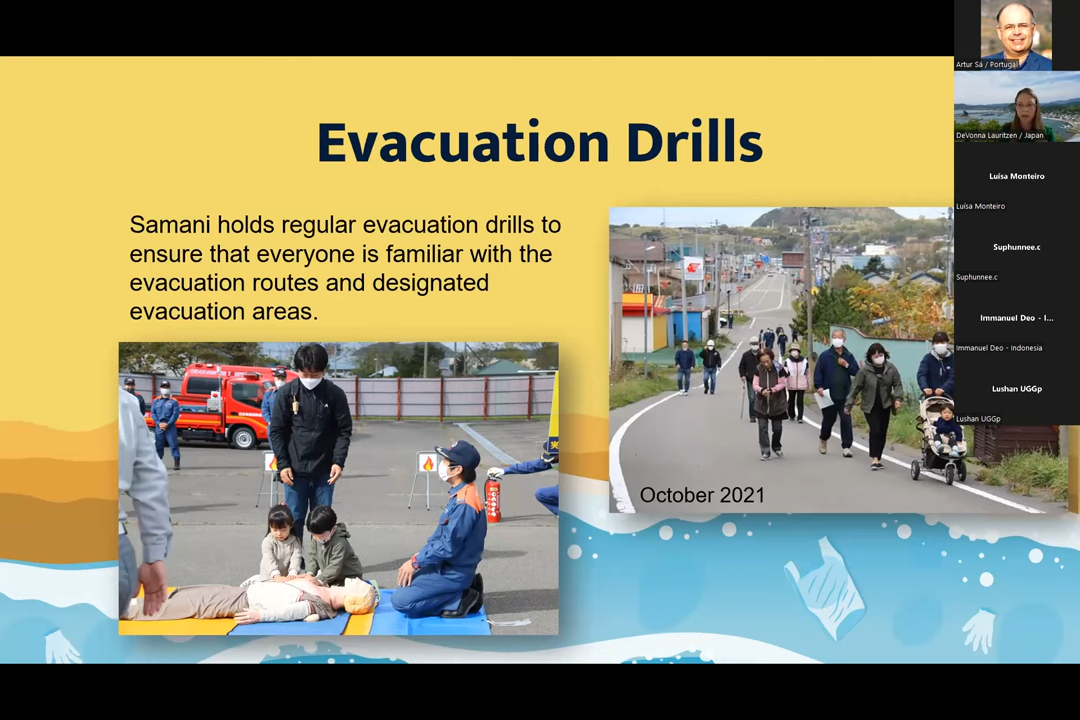 Evacuation Drills
Samani holds regular evacuation drills to
ensure that everyone is familiar with the
evacuation routes and designated
evacuation areas.
October 2021
Artur Sá / Portugal
DeVonna Lauritzen / Japan
Luísa Monteiro
Luísa Monteiro
Suphunnee.c
Suphunnee.c
Immanuel Deo - I...
Immanuel Deo - Indonesia
Lushan UGGp
Lushan UGGp